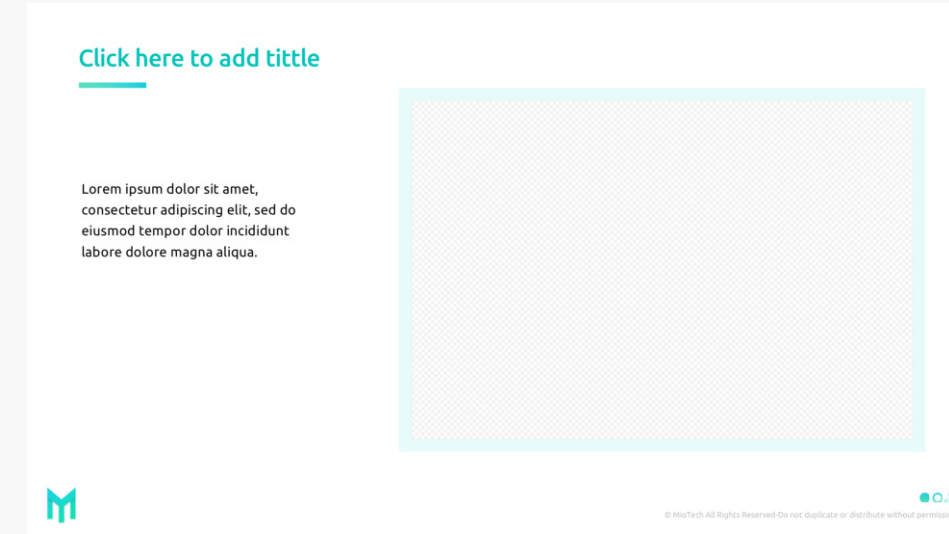 Click here to add tittle
Lorem ipsum dolor sit amet,
consectetur adipiscing elit, sed do
eiusmod tempor dolor incididunt
labore dolore magna aliqua.
© MioTech All Rights Reserved-Do not duplicate or distribute without